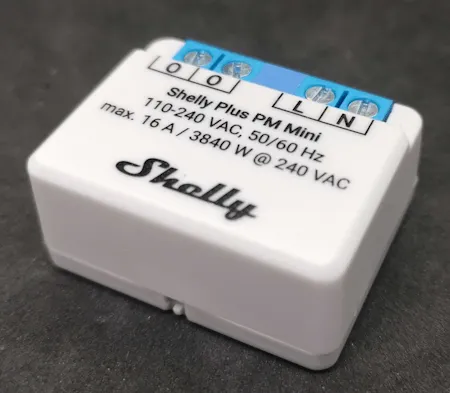 O O L N
Shelly Plus PM Mini
110-240 VAC, 50/60 Hz
max. 16 A / 3840 W @ 240 VAC
Shelly